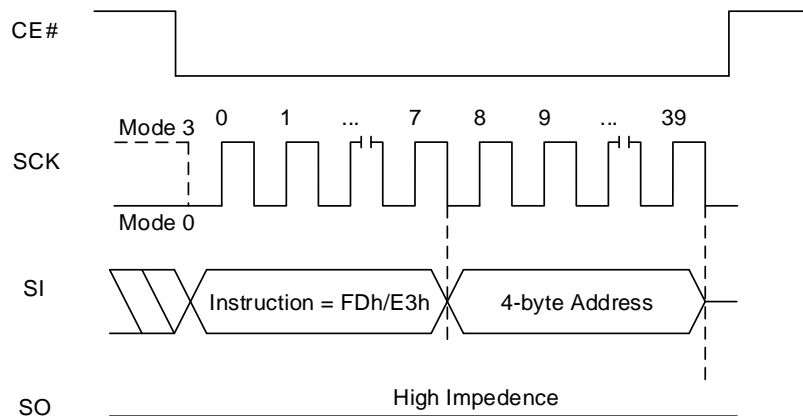 CE#
Mode 3
0 1 ... 7 8 9 ... 39
SCK
Mode 0
SI
Instruction = FDh/E3h
4-byte Address
High Impedence
SO